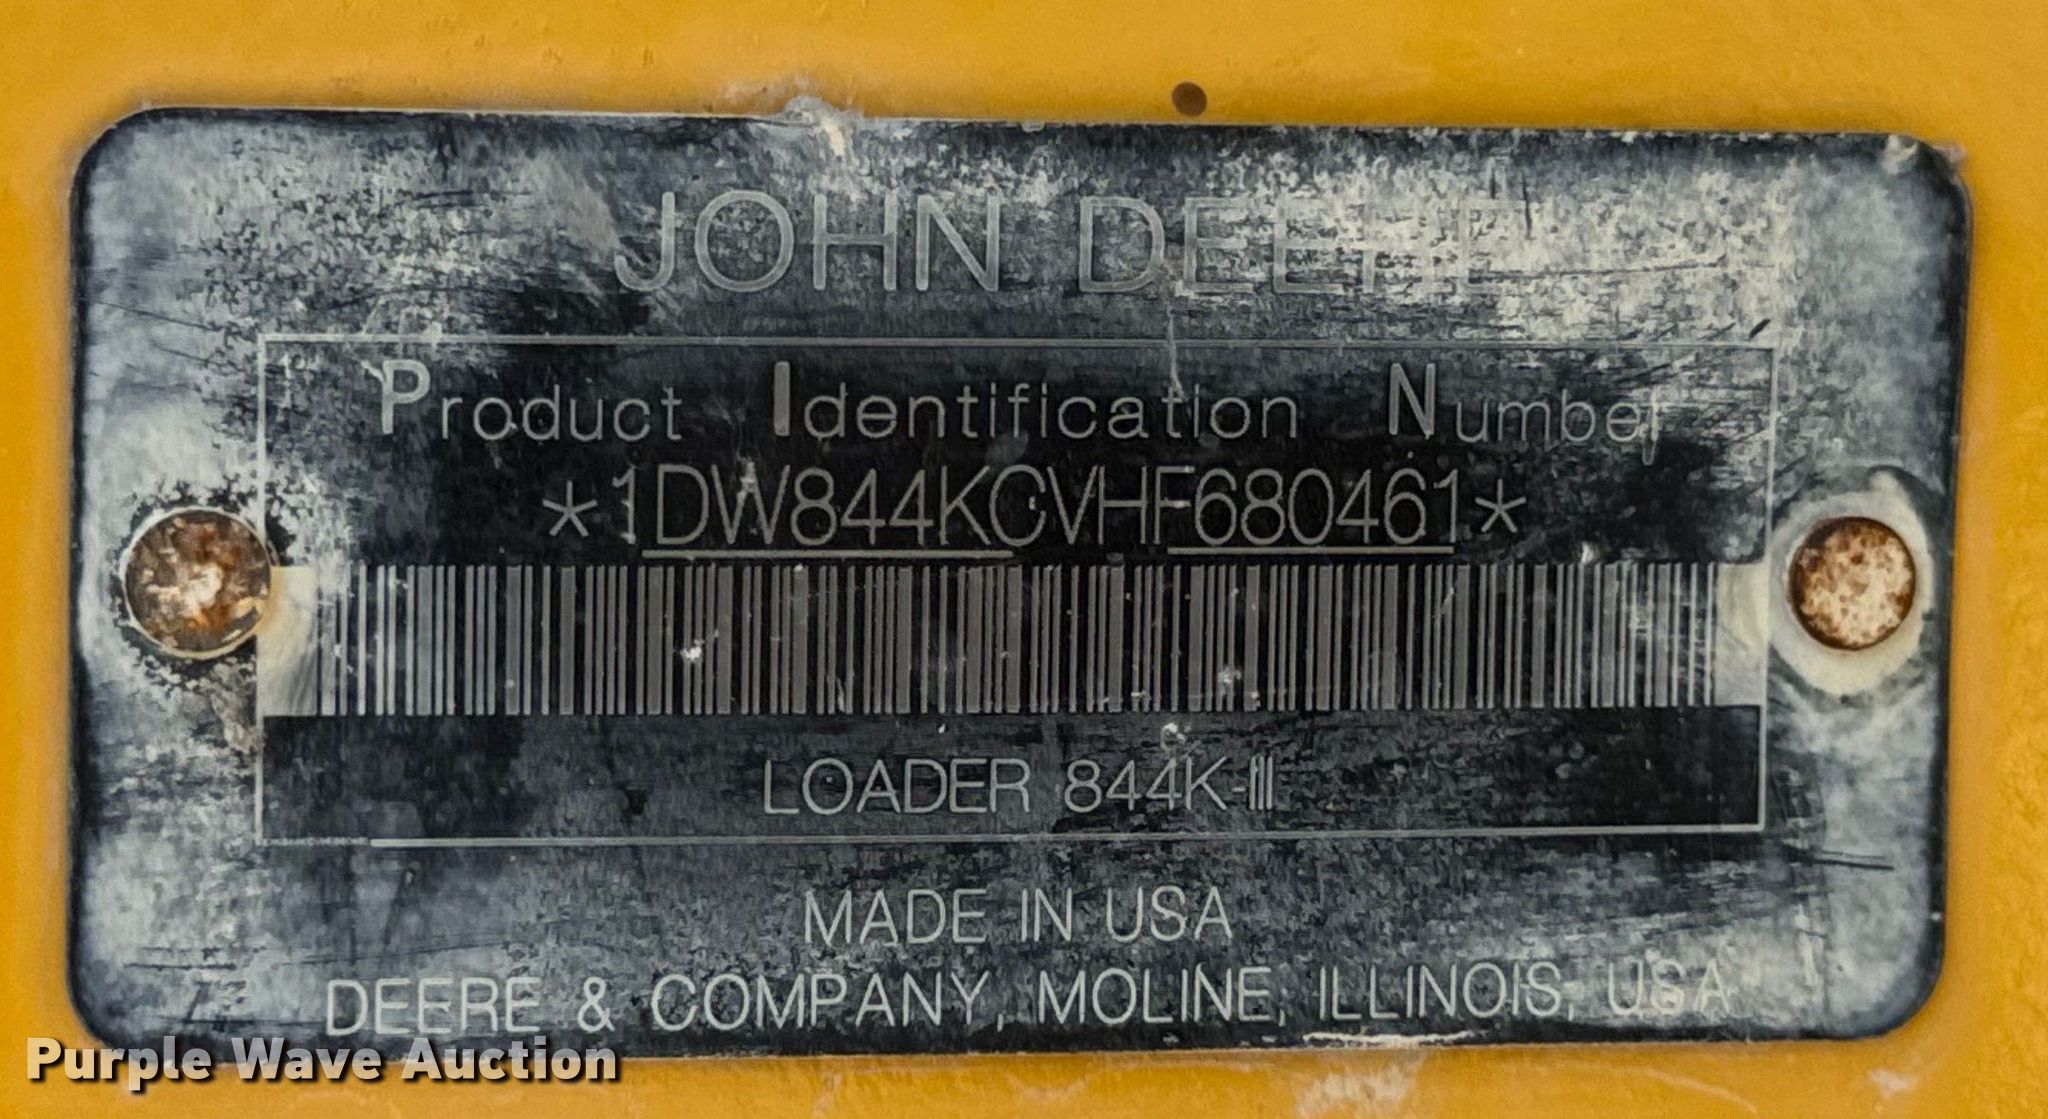 JOHN DEERE
Product Identification Number
*1DW844KCVHF680461*
LOADER 844K-III
MADE IN USA
DEERE & COMPANY, MOLINE, ILLINOIS, USA
Purple Wave Auction